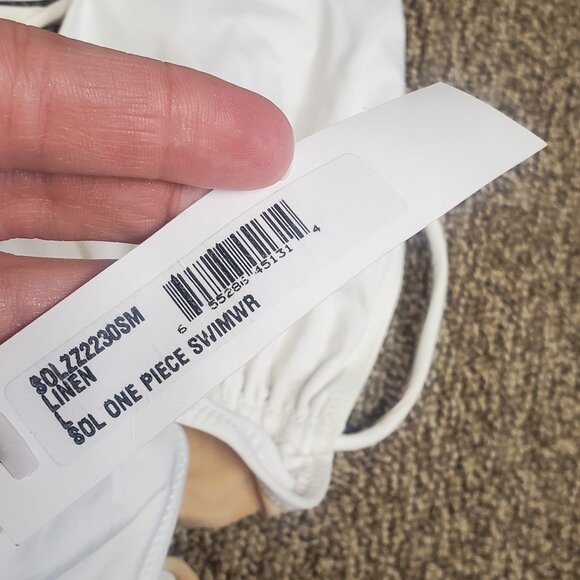 6 55286 45131 4
SOLZZ2230SM
LINEN
L
SOL ONE PIECE SWIMWR